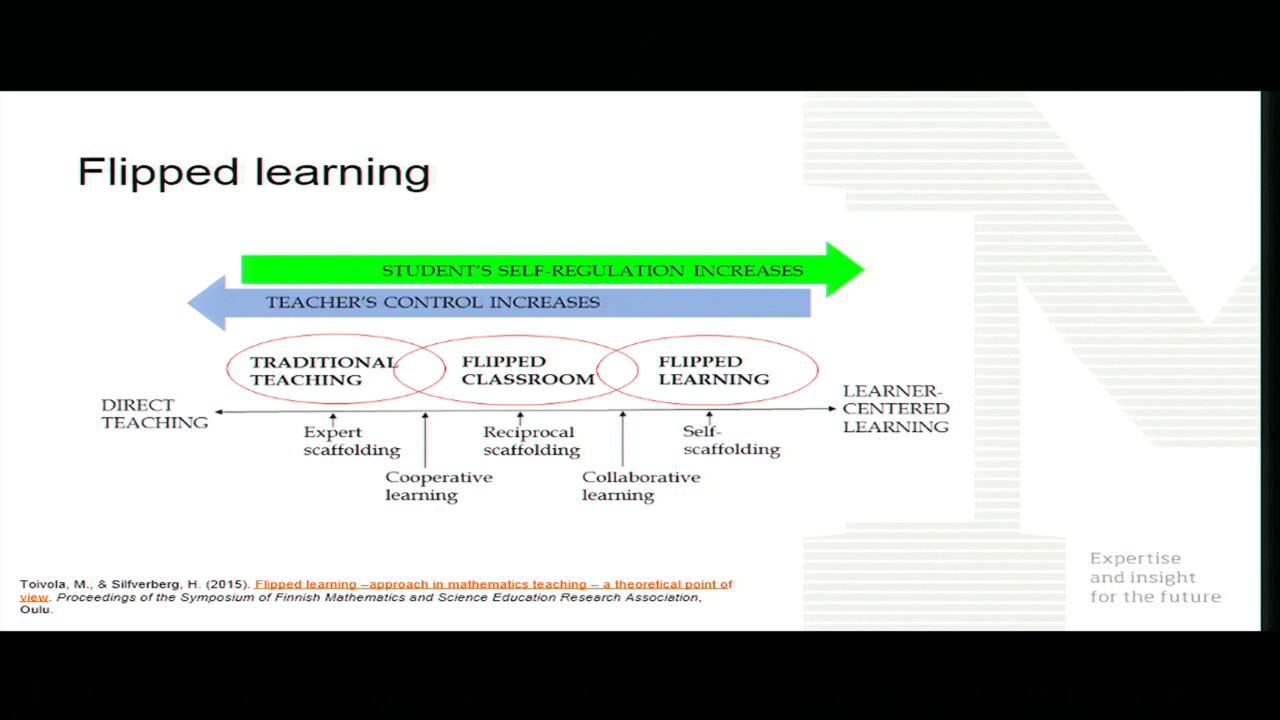 Flipped learning
STUDENT'S SELF-REGULATION INCREASES
TEACHER'S CONTROL INCREASES
TRADITIONAL
TEACHING
FLIPPED
CLASSROOM
FLIPPED
LEARNING
DIRECT
TEACHING
LEARNER-
CENTERED
LEARNING
Expert
scaffolding
Reciprocal
scaffolding
Self-
scaffolding
Cooperative
learning
Collaborative
learning
Toivola, M., & Silfverberg, H. (2015). Flipped learning –approach in mathematics teaching – a theoretical point of
view. Proceedings of the Symposium of Finnish Mathematics and Science Education Research Association,
Oulu.
Expertise
and insight
for the future